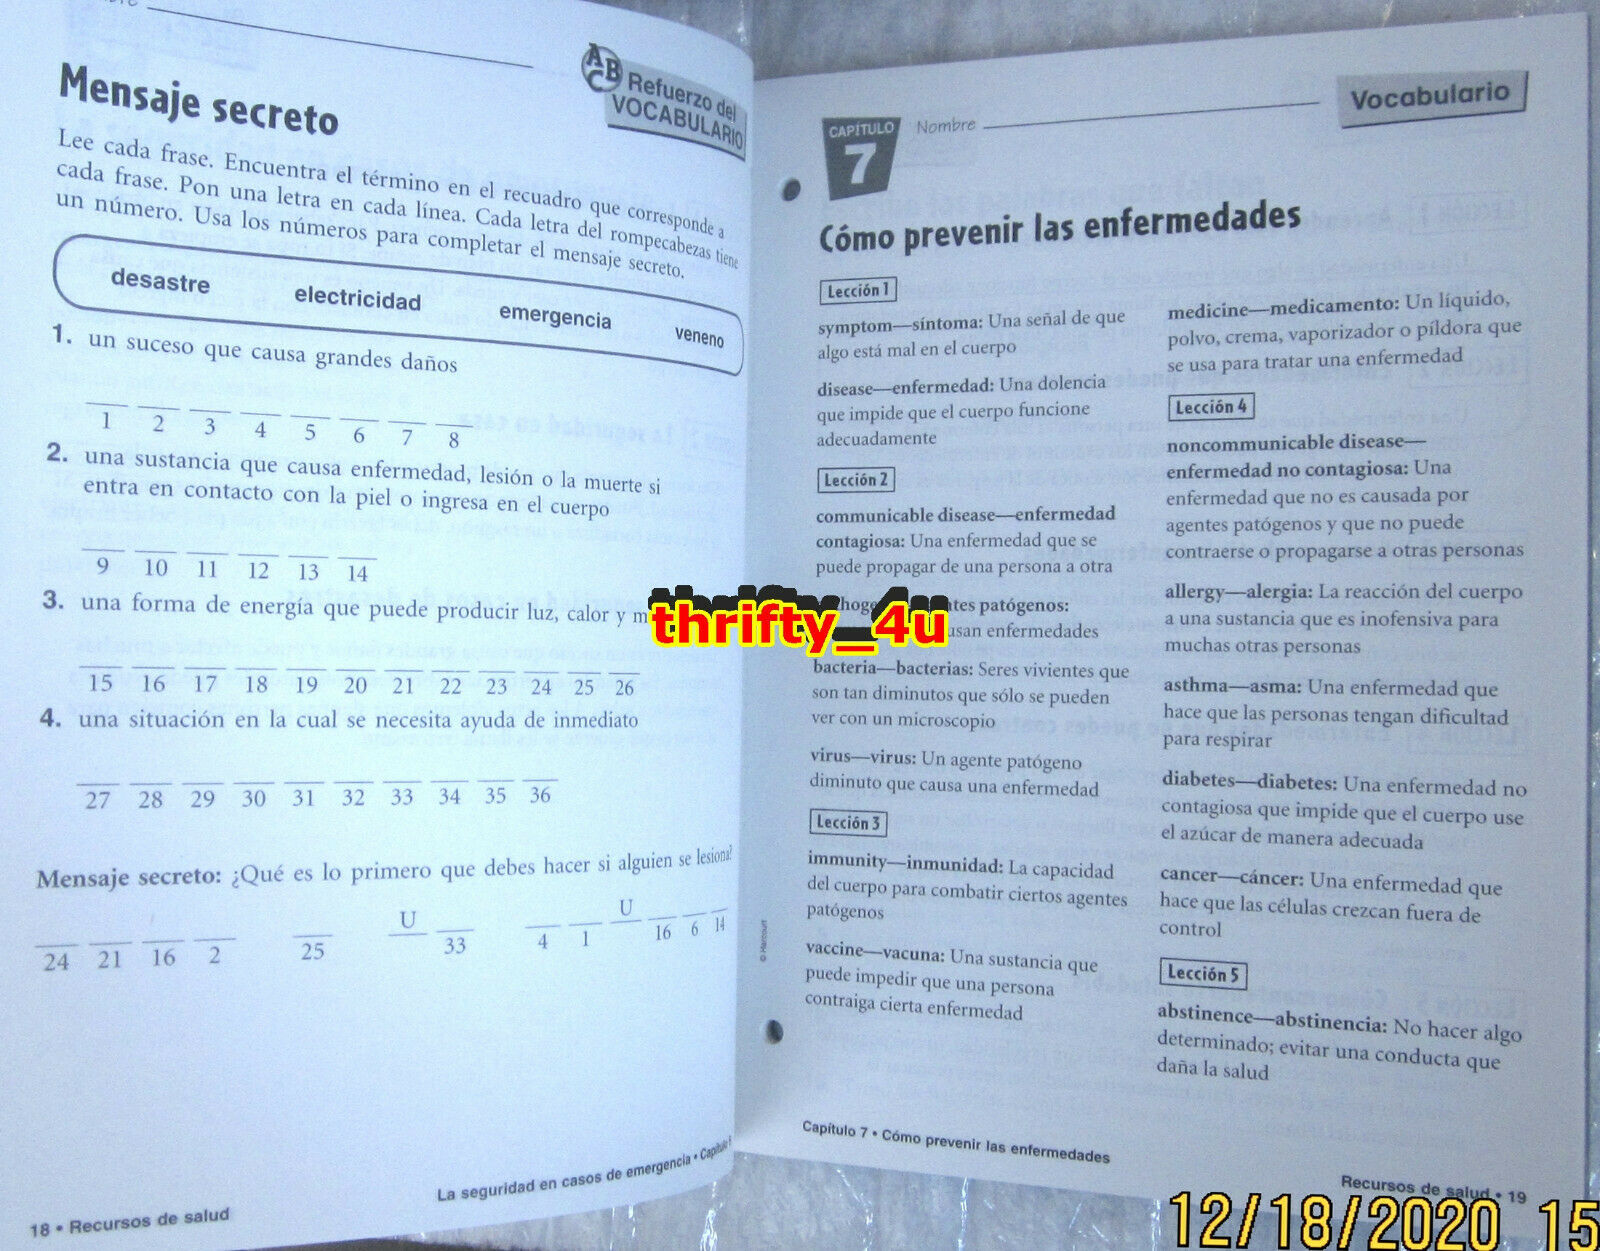 Mensaje secreto
ABC Refuerzo del
VOCABULARIO
Lee cada frase. Encuentra el término en el recuadro que corresponde a
cada frase. Pon una letra en cada línea. Cada letra del rompecabezas tiene
un número. Usa los números para completar el mensaje secreto.
desastre electricidad emergencia veneno
1. un suceso que causa grandes daños
1 2 3 4 5 6 7 8
2. una sustancia que causa enfermedad, lesión o la muerte si
entra en contacto con la piel o ingresa en el cuerpo
9 10 11 12 13 14
3. una forma de energía que puede producir luz, calor y
15 16 17 18 19 20 21 22 23 24 25 26
4. una situación en la cual se necesita ayuda de inmediato
27 28 29 30 31 32 33 34 35 36
Mensaje secreto: ¿Qué es lo primero que debes hacer si alguien se lesiona?
U U
24 21 16 2 25 33 4 1 16 6 14
La seguridad en casos de emergencia •
18 • Recursos de salud
CAPÍTULO
7
Nombre
Vocabulario
Cómo prevenir las enfermedades
Lección 1
symptom—síntoma: Una señal de que
algo está mal en el cuerpo
disease—enfermedad: Una dolencia
que impide que el cuerpo funcione
adecuadamente
Lección 2
communicable disease—enfermedad
contagiosa: Una enfermedad que se
puede propagar de una persona a otra
patógenos:
enfermedades
bacteria—bacterias: Seres vivientes que
son tan diminutos que sólo se pueden
ver con un microscopio
virus—virus: Un agente patógeno
diminuto que causa una enfermedad
Lección 3
immunity—inmunidad: La capacidad
del cuerpo para combatir ciertos agentes
patógenos
vaccine—vacuna: Una sustancia que
puede impedir que una persona
contraiga cierta enfermedad
medicine—medicamento: Un líquido,
polvo, crema, vaporizador o píldora que
se usa para tratar una enfermedad
Lección 4
noncommunicable disease—
enfermedad no contagiosa: Una
enfermedad que no es causada por
agentes patógenos y que no puede
contraerse o propagarse a otras personas
allergy—alergia: La reacción del cuerpo
a una sustancia que es inofensiva para
muchas otras personas
asthma—asma: Una enfermedad que
hace que las personas tengan dificultad
para respirar
diabetes—diabetes: Una enfermedad no
contagiosa que impide que el cuerpo use
el azúcar de manera adecuada
cancer—cáncer: Una enfermedad que
hace que las células crezcan fuera de
control
Lección 5
abstinence—abstinencia: No hacer algo
determinado; evitar una conducta que
daña la salud
© Harcourt
Capítulo 7 • Cómo prevenir las enfermedades
Recursos de salud • 19
thrifty_4u
12/18/2020 15